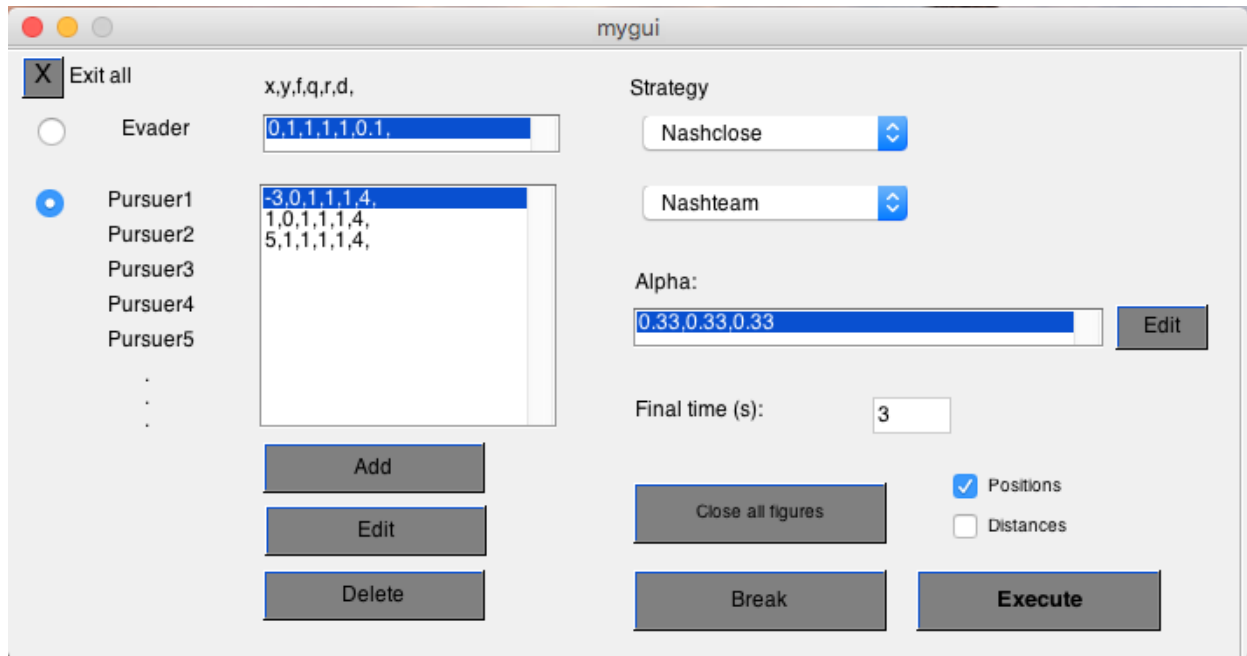 mygui
X Exit all
x,y,f,q,r,d,
Strategy
Evader
0,1,1,1,1,0.1,
Nashclose
Pursuer1
-3,0,1,1,1,4,
Nashteam
Pursuer2
1,0,1,1,1,4,
5,1,1,1,1,4,
Pursuer3
Alpha:
Pursuer4
0.33,0.33,0.33
Edit
Pursuer5
.
.
.
Final time (s):
3
Add
Positions
Close all figures
Distances
Edit
Delete
Break
Execute